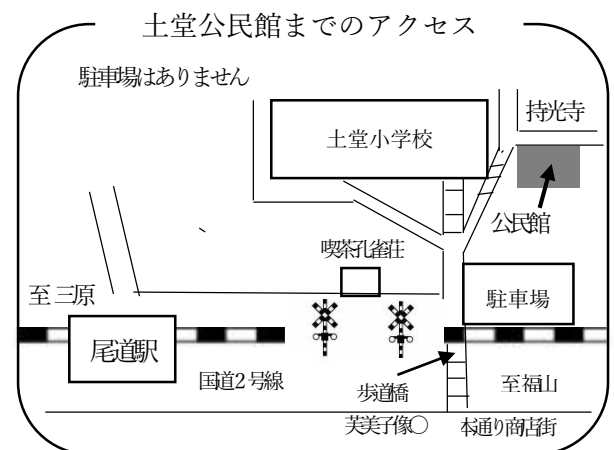 土堂公民館までのアクセス
駐車場はありません
持光寺
土堂小学校
公民館
喫茶孔雀荘
至三原
駐車場
尾道駅
国道2号線
歩道橋
至福山
芙美子像○
本通り商店街